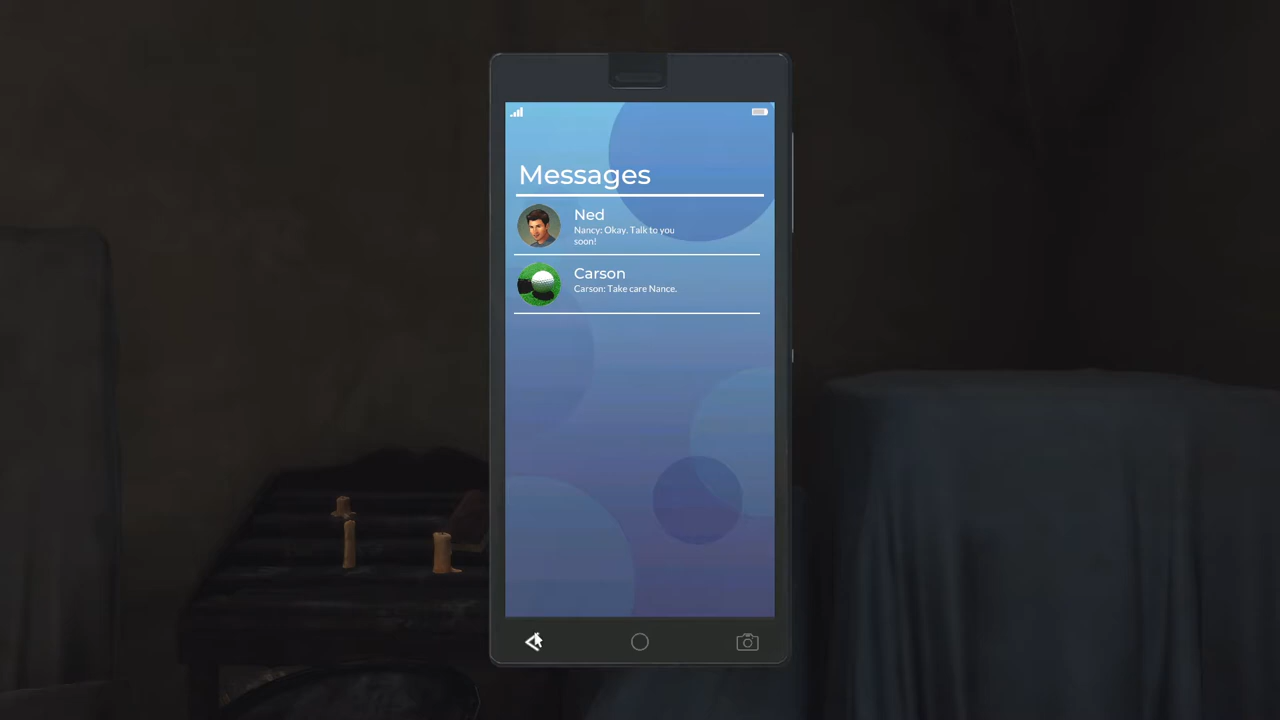 Messages
Ned
Nancy: Okay. Talk to you
soon!
Carson
Carson: Take care Nance.